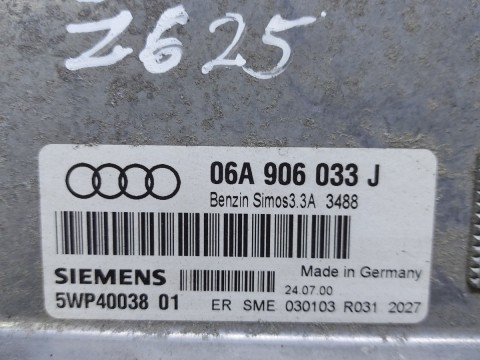 Z625
06A 906 033 J
Benzin Simos3.3A 3488
SIEMENS
Made in Germany
24.07.00
5WP40038 01
ER SME 030103 R031 2027